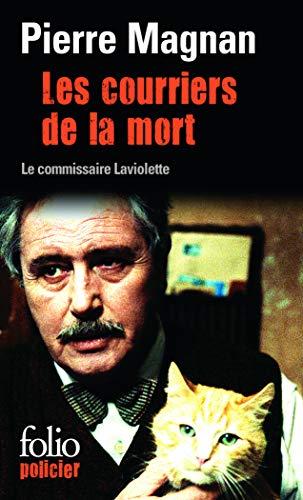 Pierre Magnan
Les courriers
de la mort
Le commissaire Laviolette
folio
policier